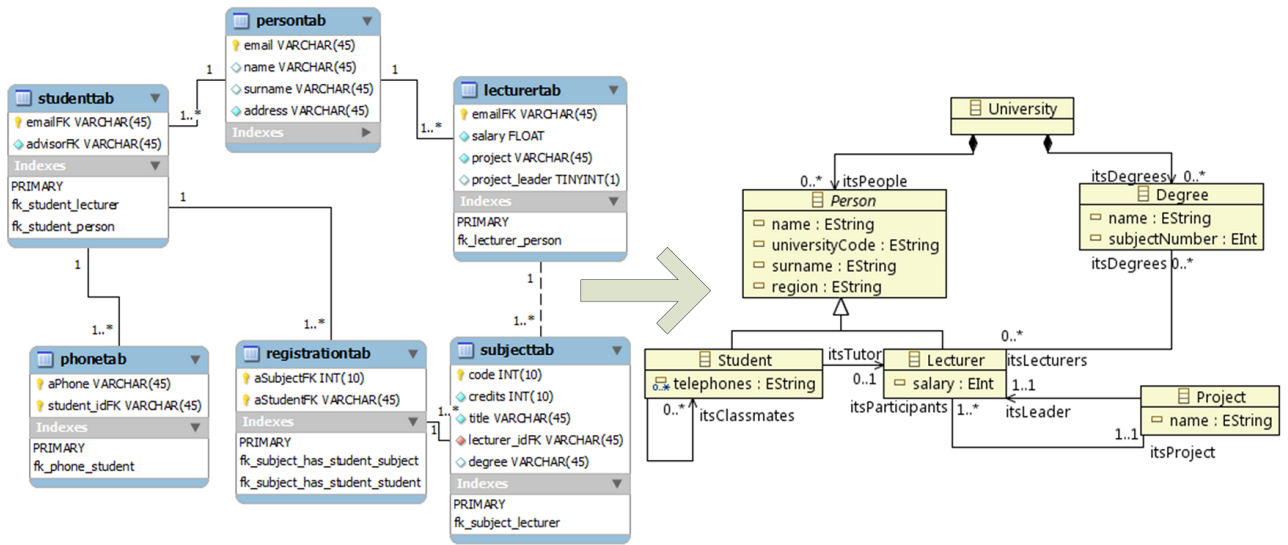 persontab
email VARCHAR(45)
name VARCHAR(45)
surname VARCHAR(45)
address VARCHAR(45)
Indexes
1
1..*
1
1..*
studenttab
emailFK VARCHAR(45)
advisorFK VARCHAR(45)
Indexes
PRIMARY
fk_student_lecturer
fk_student_person
1
1..*
1
1..*
lecturertab
emailFK VARCHAR(45)
salary FLOAT
project VARCHAR(45)
project_leader TINYINT(1)
Indexes
PRIMARY
fk_lecturer_person
1
1..*
phonetab
aPhone VARCHAR(45)
student_idFK VARCHAR(45)
Indexes
PRIMARY
fk_phone_student
registrationtab
aSubjectFK INT(10)
aStudentFK VARCHAR(45)
Indexes
PRIMARY
fk_subject_has_student_subject
fk_subject_has_student_student
1..*
1
subjecttab
code INT(10)
credits INT(10)
title VARCHAR(45)
lecturer_idFK VARCHAR(45)
degree VARCHAR(45)
Indexes
PRIMARY
fk_subject_lecturer
University
0..* itsPeople
itsDegrees 0..*
Person
name : EString
universityCode : EString
surname : EString
region : EString
Degree
name : EString
subjectNumber : EInt
itsDegrees 0..*
0..*
itsLecturers
Student
telephones : EString
0..*
0..*
itsClassmates
itsTutor
0..1
Lecturer
salary : EInt
itsParticipants 1..*
1..1
itsLeader
Project
name : EString
1..1
itsProject